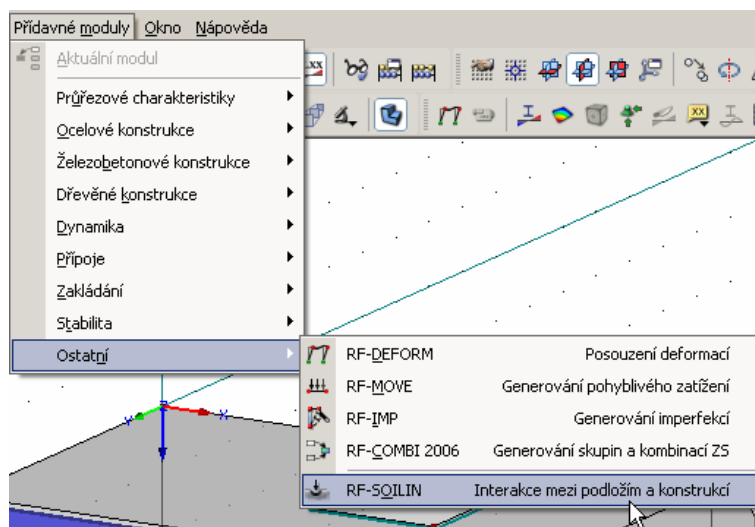 Přídavné moduly Okno Nápověda
Aktuální modul
Průřezové charakteristiky
Ocelové konstrukce
Železobetonové konstrukce
Dřevěné konstrukce
Dynamika
Přípoje
Zakládání
Stabilita
Ostatní
RF-DEFORM Posouzení deformací
RF-MOVE Generování pohyblivého zatížení
RF-IMP Generování imperfekcí
RF-COMBI 2006 Generování skupin a kombinací ZS
RF-SOILIN Interakce mezi podložím a konstrukcí